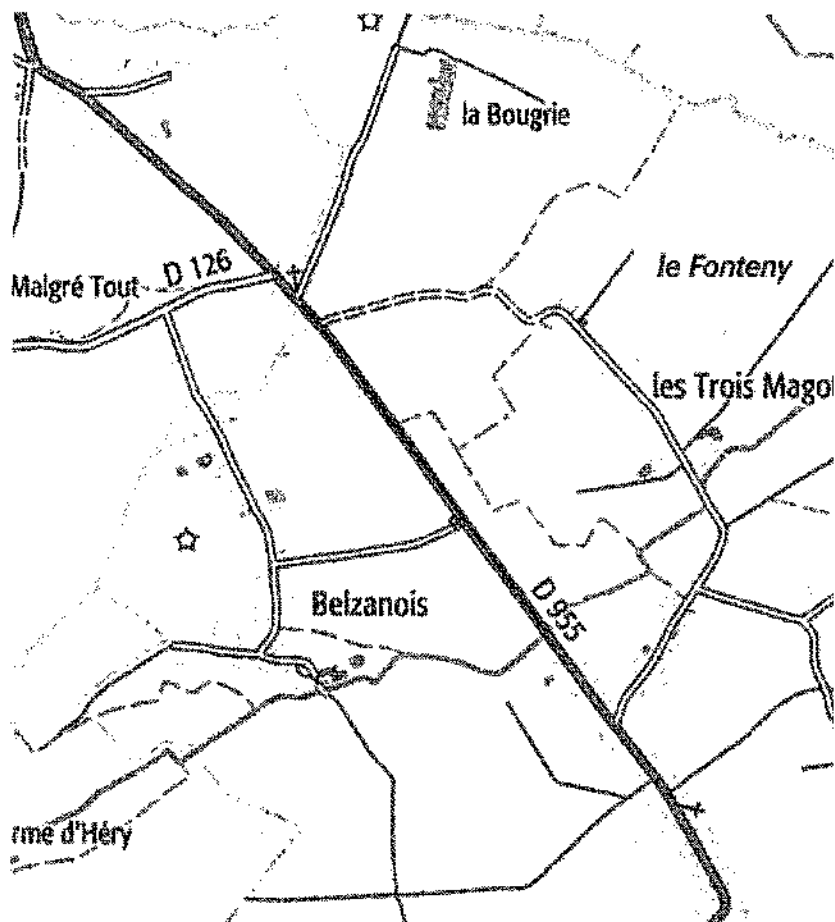 la Bougrie
D 126
le Fonteny
Malgré Tout
les Trois Magot
Belzanois
D 955
rme d'Héry